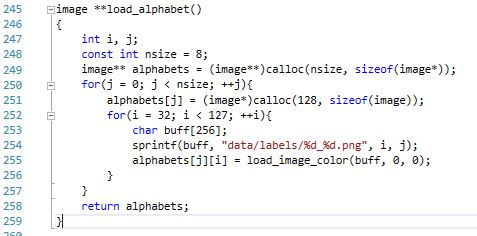 245 image **load_alphabet()
246 {
247     int i, j;
248     const int nsize = 8;
249     image** alphabets = (image**)calloc(nsize, sizeof(image*));
250     for(j = 0; j < nsize; ++j){
251         alphabets[j] = (image*)calloc(128, sizeof(image));
252         for(i = 32; i < 127; ++i){
253             char buff[256];
254             sprintf(buff, "data/labels/%d_%d.png", i, j);
255             alphabets[j][i] = load_image_color(buff, 0, 0);
256         }
257     }
258     return alphabets;
259 }